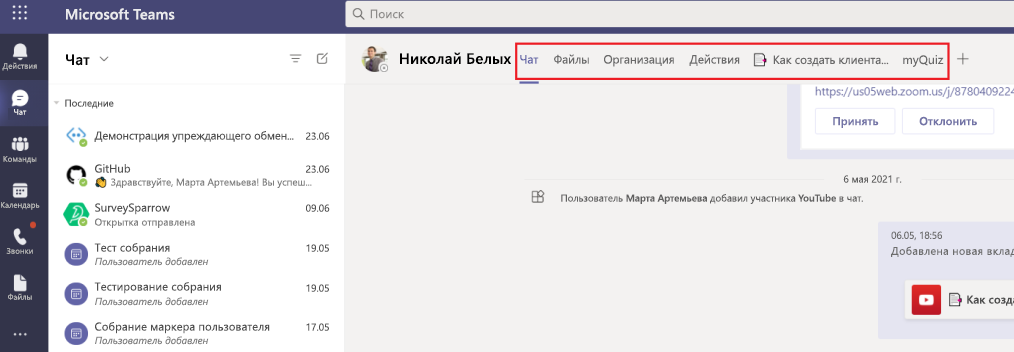 Microsoft Teams
Поиск
Действия
Чат
Команды
Календарь
Звонки
Файлы
Чат
Последние
Демонстрация упреждающего обмен... 23.06
GitHub 23.06
Здравствуйте, Марта Артемьева! Вы успеш...
SurveySparrow 09.06
Открытка отправлена
Тест собрания 19.05
Пользователь добавлен
Тестирование собрания 19.05
Пользователь добавлен
Собрание маркера пользователя 17.05
Пользователь добавлен
Николай Белых Чат Файлы Организация Действия Как создать клиента... myQuiz
https://us05web.zoom.us/j/8780409224
Принять Отклонить
6 мая 2021 г.
Пользователь Марта Артемьева добавил участника YouTube в чат.
06.05, 18:56
Добавлена новая вклад
Как созд